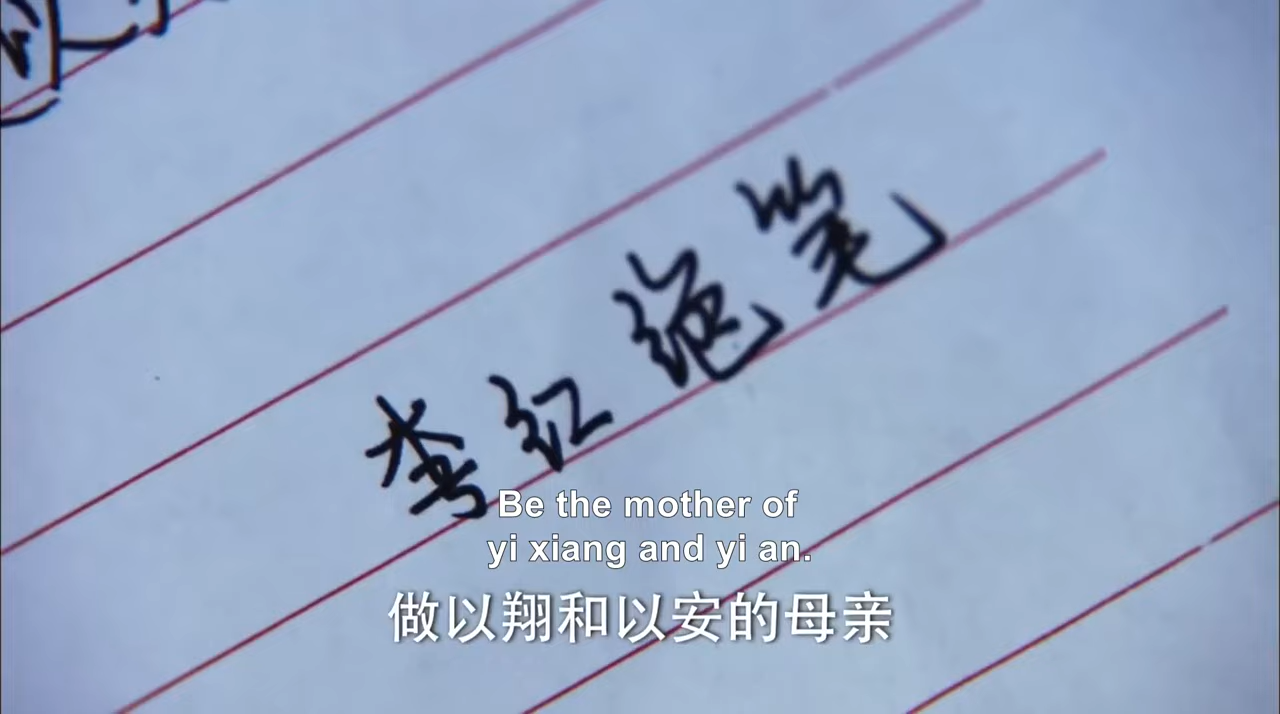 李红绝笔
Be the mother of
yi xiang and yi an.
做以翔和以安的母亲